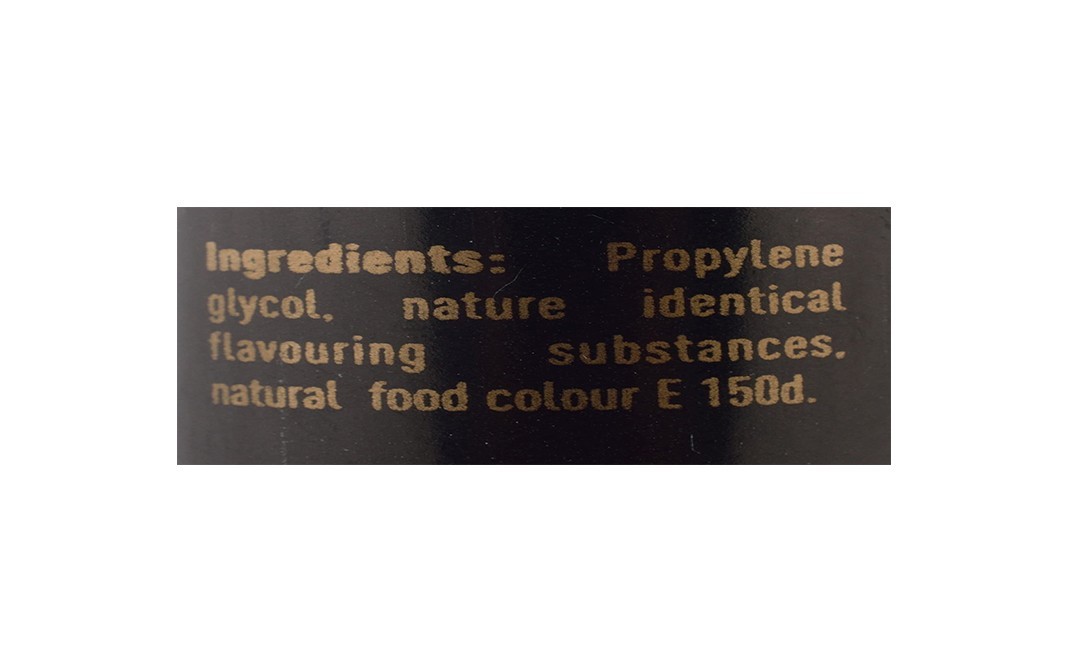 Ingredients: Propylene
glycol, nature identical
flavouring substances,
natural food colour E 150d.